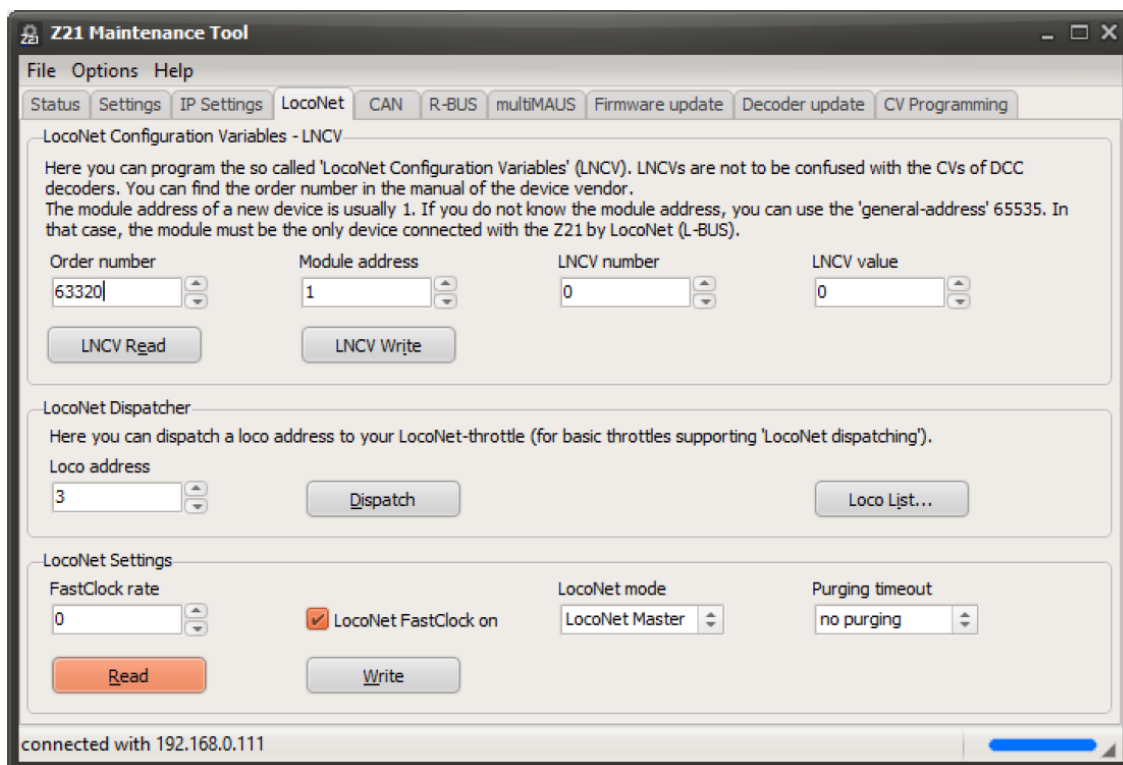 Z21 Maintenance Tool
File Options Help
Status Settings IP Settings LocoNet CAN R-BUS multiMAUS Firmware update Decoder update CV Programming
LocoNet Configuration Variables - LNCV
Here you can program the so called 'LocoNet Configuration Variables' (LNCV). LNCVs are not to be confused with the CVs of DCC
decoders. You can find the order number in the manual of the device vendor.
The module address of a new device is usually 1. If you do not know the module address, you can use the 'general-address' 65535. In
that case, the module must be the only device connected with the Z21 by LocoNet (L-BUS).
Order number Module address LNCV number LNCV value
63320 1 0 0
LNCV Read LNCV Write
LocoNet Dispatcher
Here you can dispatch a loco address to your LocoNet-throttle (for basic throttles supporting 'LocoNet dispatching').
Loco address
3 Dispatch Loco List...
LocoNet Settings
FastClock rate LocoNet mode Purging timeout
0 LocoNet FastClock on LocoNet Master no purging
Read Write
connected with 192.168.0.111